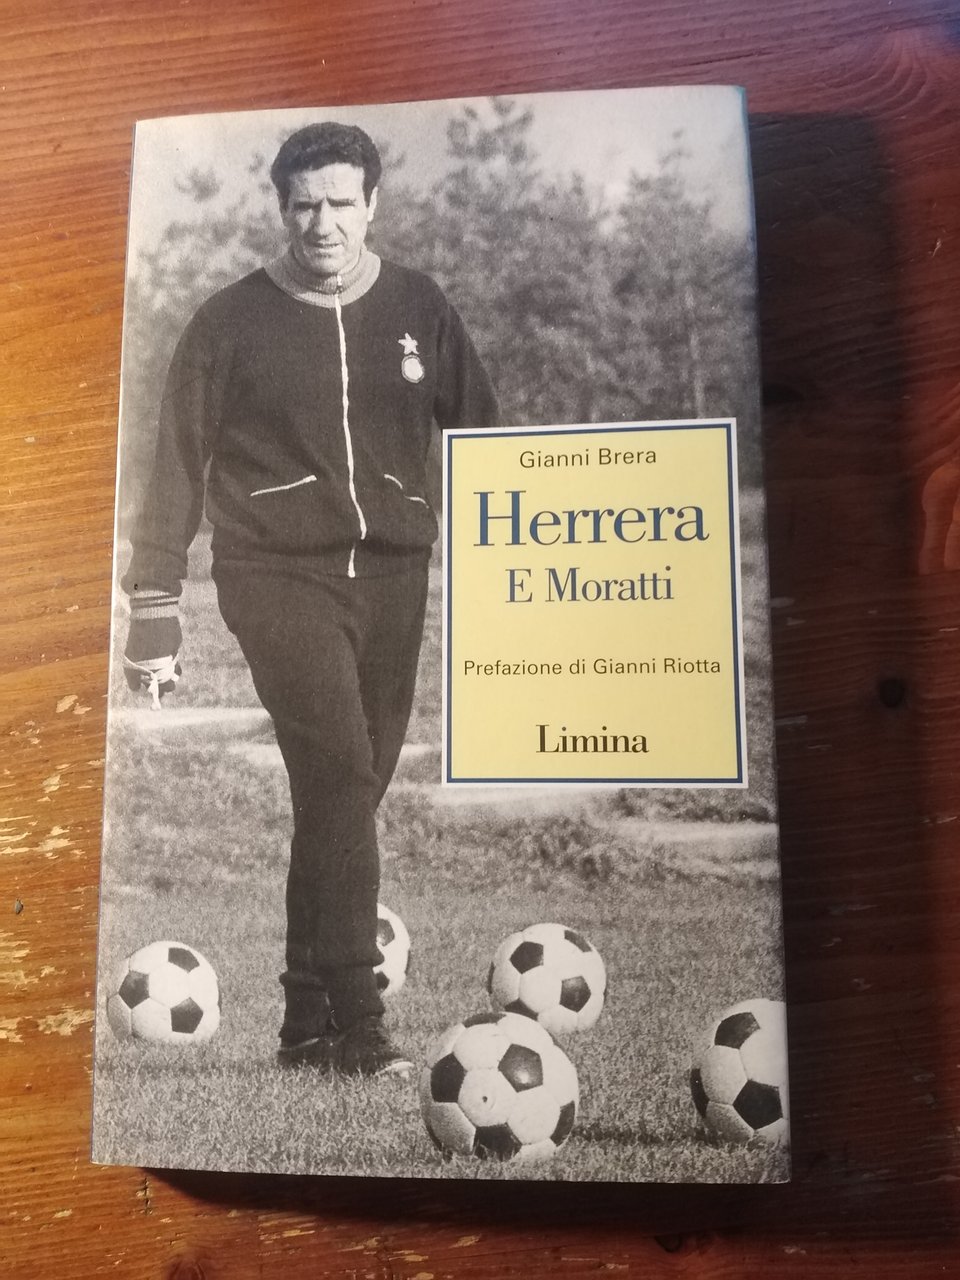 Gianni Brera
Herrera
E Moratti
Prefazione di Gianni Riotta
Limina